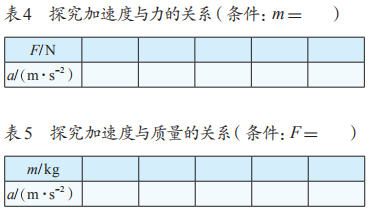 表4 探究加速度与力的关系(条件:m= )
F/N
a/(m·s⁻²)
表5 探究加速度与质量的关系(条件:F= )
m/kg
a/(m·s⁻²)